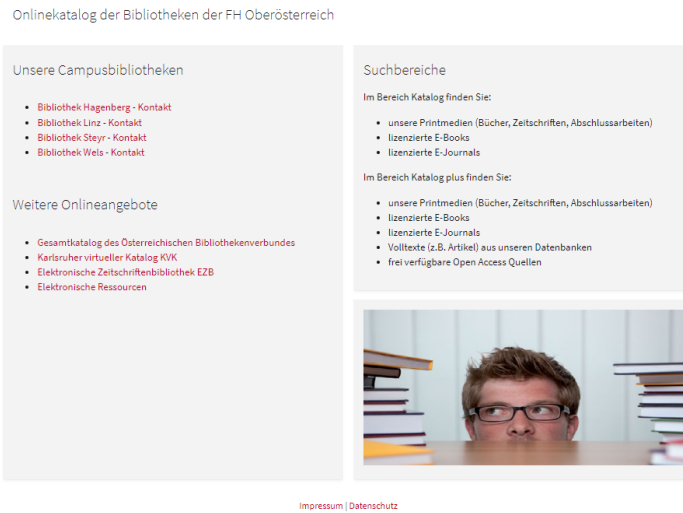 Onlinekatalog der Bibliotheken der FH Oberösterreich
Unsere Campusbibliotheken
Bibliothek Hagenberg - Kontakt
Bibliothek Linz - Kontakt
Bibliothek Steyr - Kontakt
Bibliothek Wels - Kontakt
Weitere Onlineangebote
Gesamtkatalog des Österreichischen Bibliothekenverbundes
Karlsruher virtueller Katalog KVK
Elektronische Zeitschriftenbibliothek EZB
Elektronische Ressourcen
Suchbereiche
Im Bereich Katalog finden Sie:
unsere Printmedien (Bücher, Zeitschriften, Abschlussarbeiten)
lizenzierte E-Books
lizenzierte E-Journals
Im Bereich Katalog plus finden Sie:
unsere Printmedien (Bücher, Zeitschriften, Abschlussarbeiten)
lizenzierte E-Books
lizenzierte E-Journals
Volltexte (z.B. Artikel) aus unseren Datenbanken
frei verfügbare Open Access Quellen
Impressum | Datenschutz